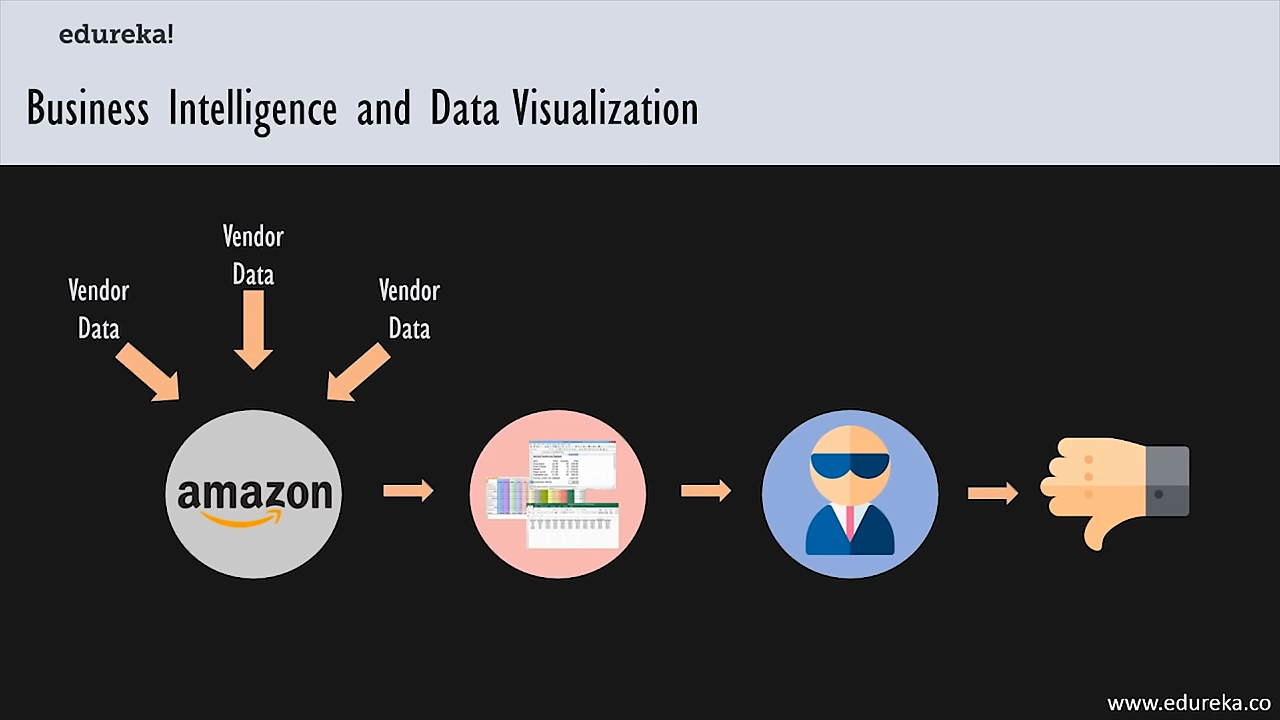 edureka!
Business Intelligence and Data Visualization
Vendor
Data
Vendor
Data
Vendor
Data
amazon
www.edureka.co